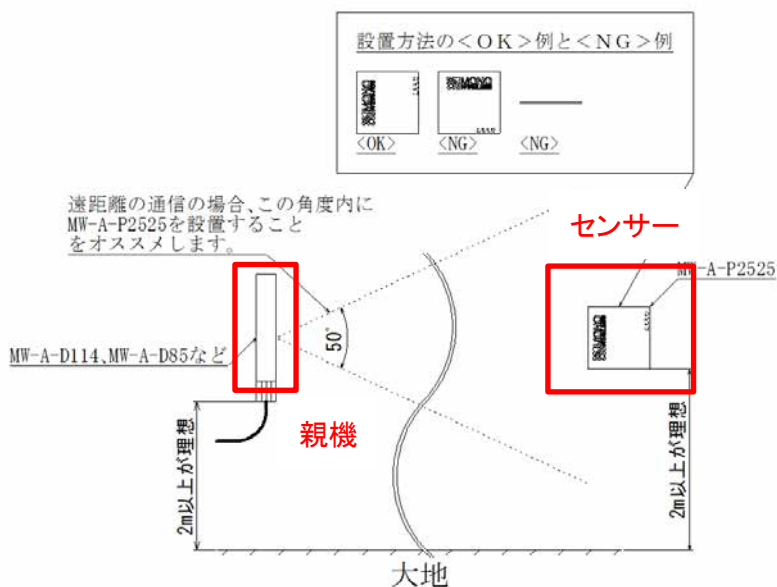 設置方法の<OK>例と<NG>例
MONO
MONO
<OK>
<NG>
<NG>
遠距離の通信の場合、この角度内に
MW-A-P2525を設置すること
をオススメします。
センサー
MW-A-P2525
50°
MW-A-D114、MW-A-D85など
親機
2m以上が理想
2m以上が理想
大地